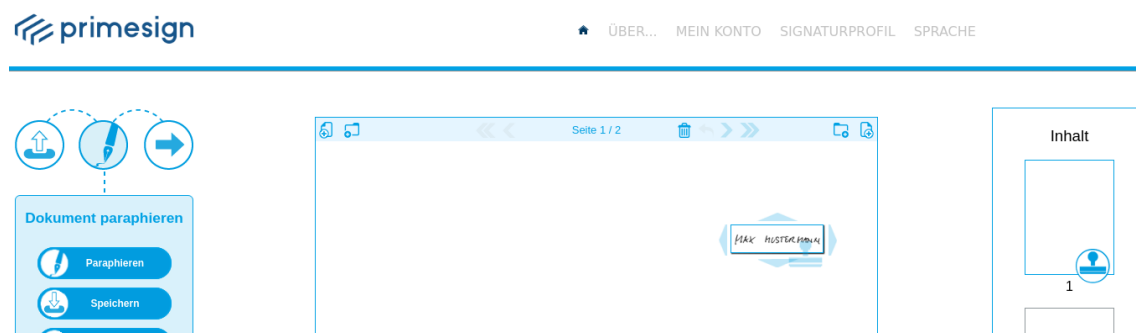 primesign
ÜBER... MEIN KONTO SIGNATURPROFIL SPRACHE
Seite 1 / 2
Inhalt
Dokument paraphieren
MAX MUSTERMANN
Paraphieren
1
Speichern